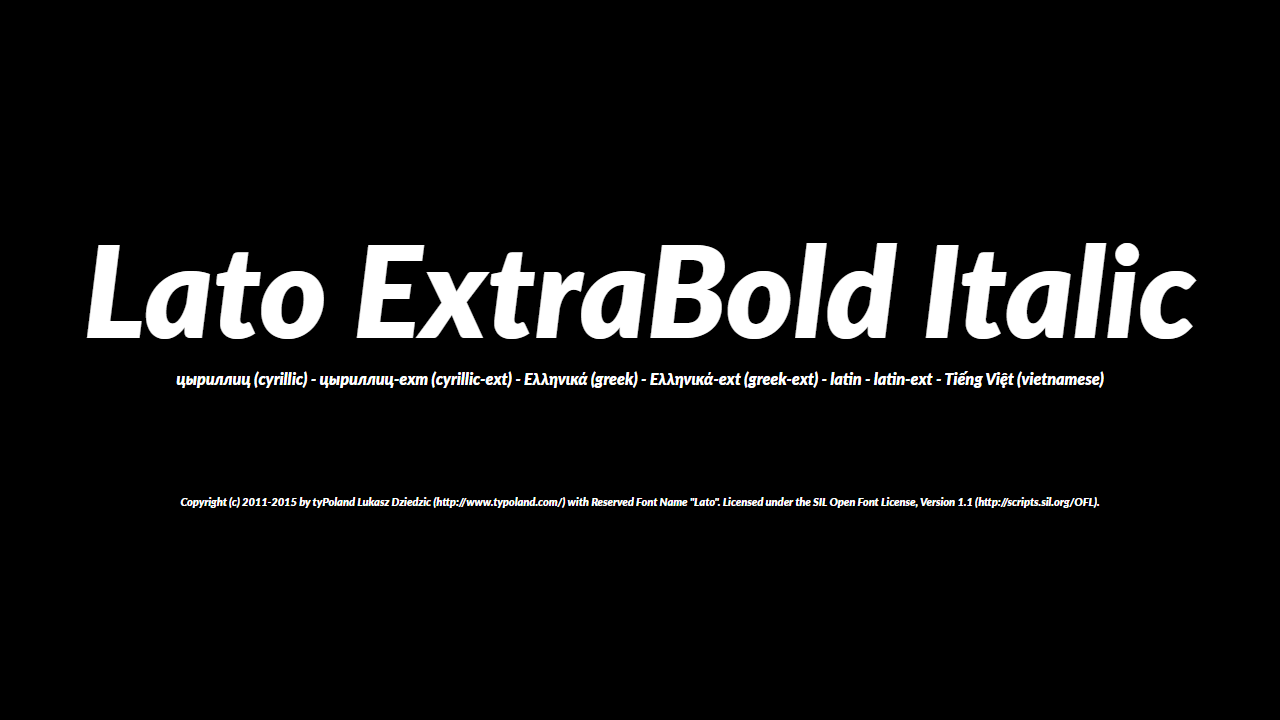 Lato ExtraBold Italic
цыриллиц (cyrillic) - цыриллиц-ехт (cyrillic-ext) - Ελληνικά (greek) - Ελληνικά-ext (greek-ext) - latin - latin-ext - Tiếng Việt (vietnamese)
Copyright (c) 2011-2015 by tyPoland Lukasz Dziedzic (http://www.typoland.com/) with Reserved Font Name "Lato". Licensed under the SIL Open Font License, Version 1.1 (http://scripts.sil.org/OFL).